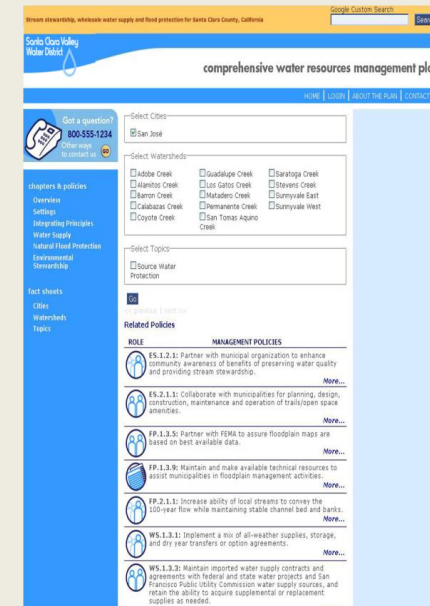 Google Custom Search
Stream stewardship, wholesale water supply and flood protection for Santa Clara County, California
Santa Clara Valley
Water District
comprehensive water resources management
HOME | LOGIN | ABOUT THE PLAN | CONTACT
Got a question?
800-555-1234
Other ways
to contact us GO
chapters & policies
Overview
Settings
Integrating Principles
Water Supply
Natural Flood Protection
Environmental
Stewardship
fact sheets
Cities
Watersheds
Topics
Select Cities
San José
Select Watersheds
Adobe Creek Guadalupe Creek Saratoga Creek
Alamitos Creek Los Gatos Creek Stevens Creek
Barron Creek Matadero Creek Sunnyvale East
Calabazas Creek Permanente Creek Sunnyvale West
Coyote Creek San Tomas Aquino
Creek
Select Topics
Source Water
Protection
Go
<< previous | next >>
Related Policies
ROLE MANAGEMENT POLICIES
ES.1.2.1: Partner with municipal organization to enhance
community awareness of benefits of preserving water quality
and providing stream stewardship.
More...
ES.2.1.1: Collaborate with municipalities for planning, design,
construction, maintenance and operation of trails/open space
amenities.
More...
FP.1.3.5: Partner with FEMA to assure floodplain maps are
based on best available data.
More...
FP.1.3.9: Maintain and make available technical resources to
assist municipalities in floodplain management activities.
More...
FP.2.1.1: Increase ability of local streams to convey the
100-year flow while maintaining stable channel bed and banks.
More...
WS.1.3.1: Implement a mix of all-weather supplies, storage,
and dry year transfers or option agreements.
More...
WS.1.3.3: Maintain imported water supply contracts and
agreements with federal and state water projects and San
Francisco Public Utility Commission water supply sources, and
retain the ability to acquire supplemental or replacement
supplies as needed.